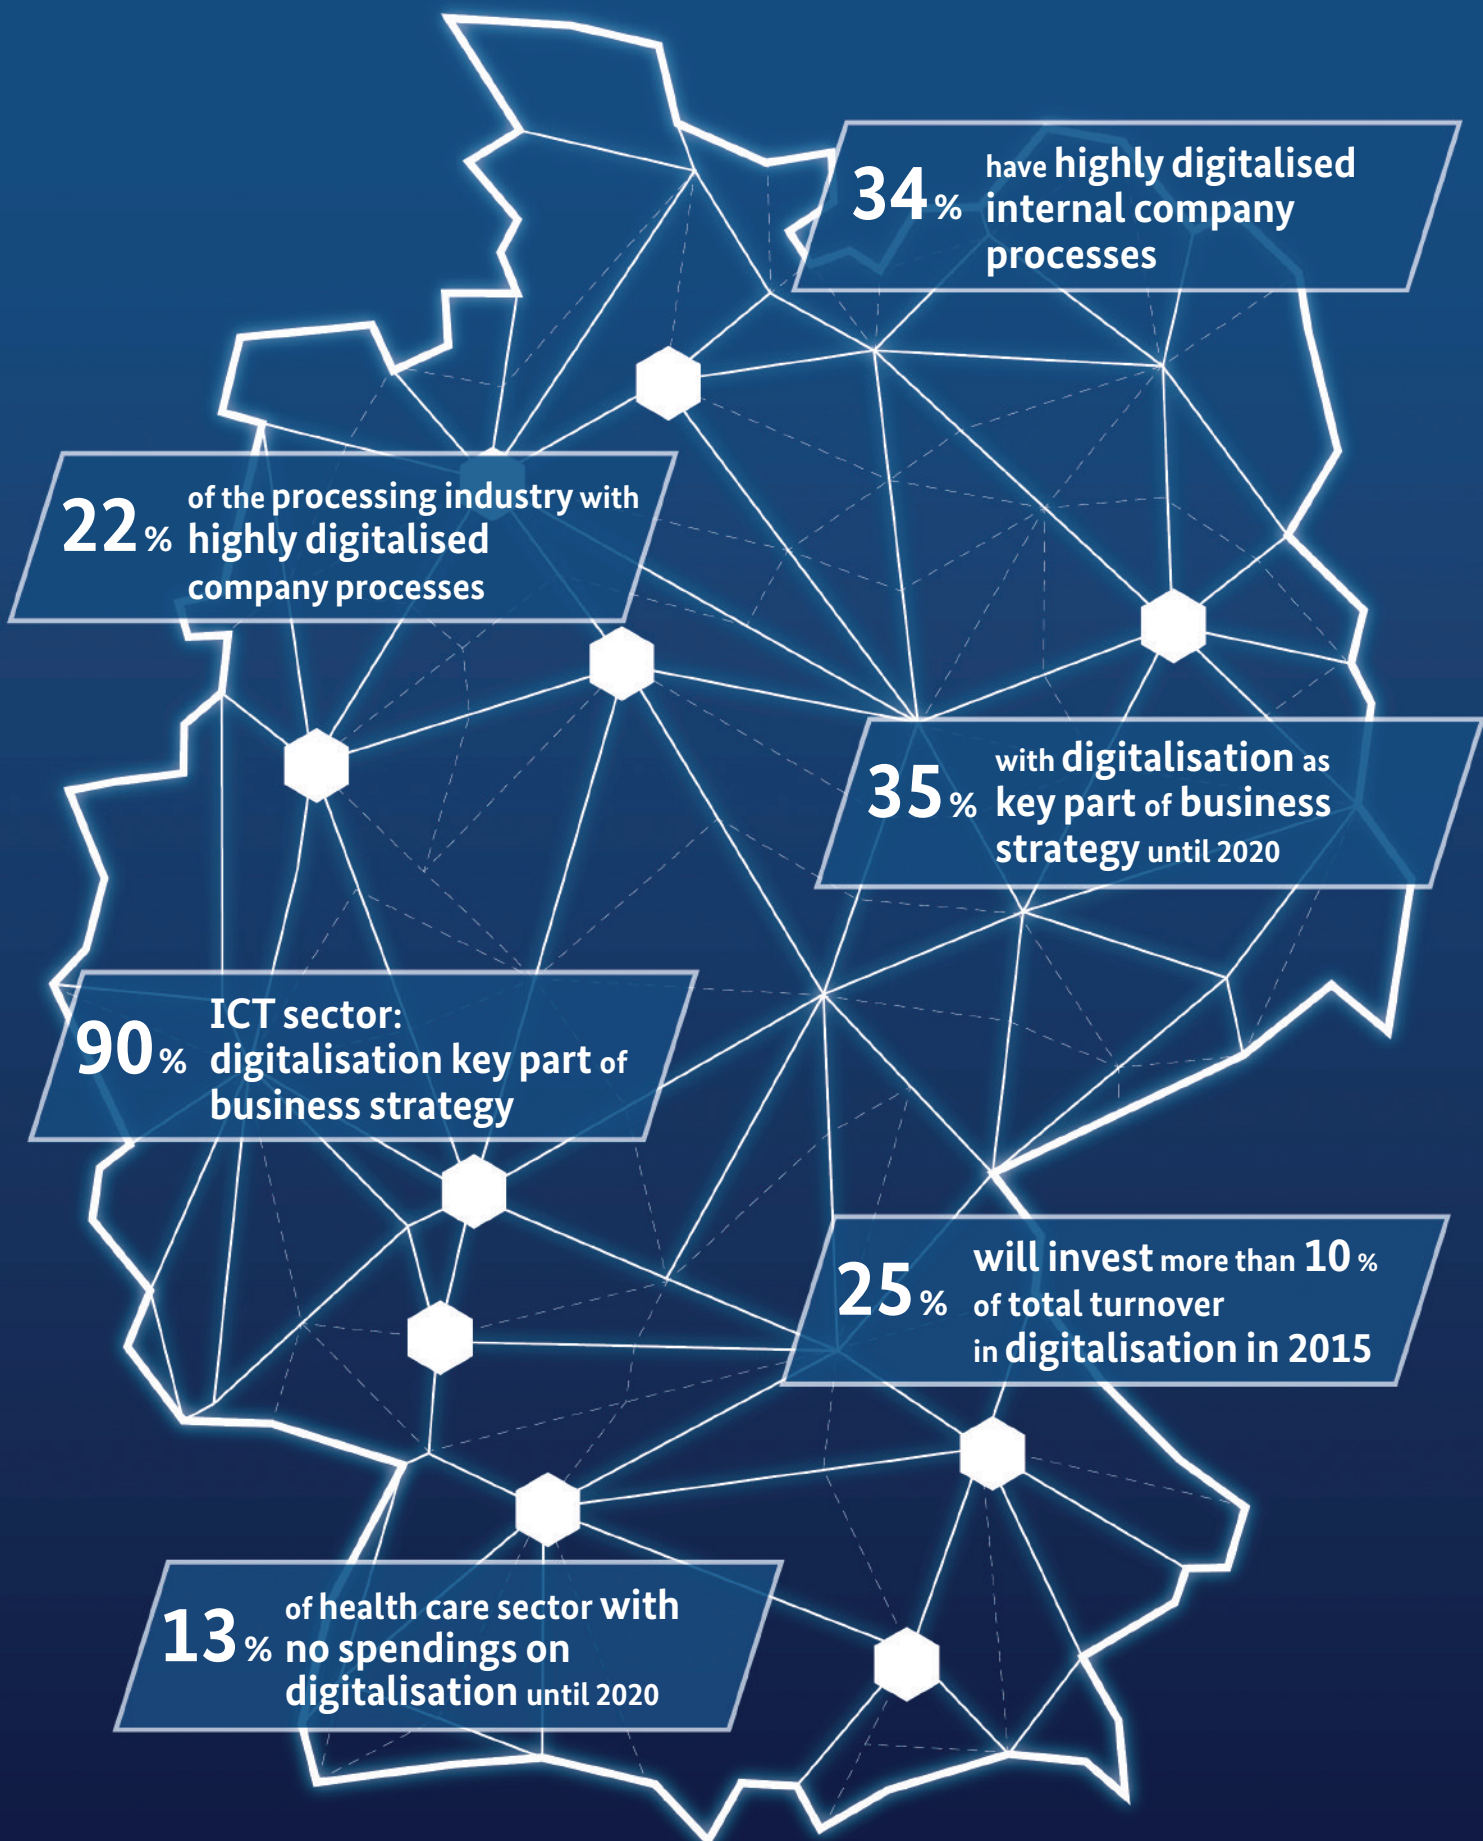 34 % have highly digitalised
internal company
processes
22 % of the processing industry with
highly digitalised
company processes
35 % with digitalisation as
key part of business
strategy until 2020
90 % ICT sector:
digitalisation key part of
business strategy
25 % will invest more than 10 %
of total turnover
in digitalisation in 2015
13 % of health care sector with
no spendings on
digitalisation until 2020